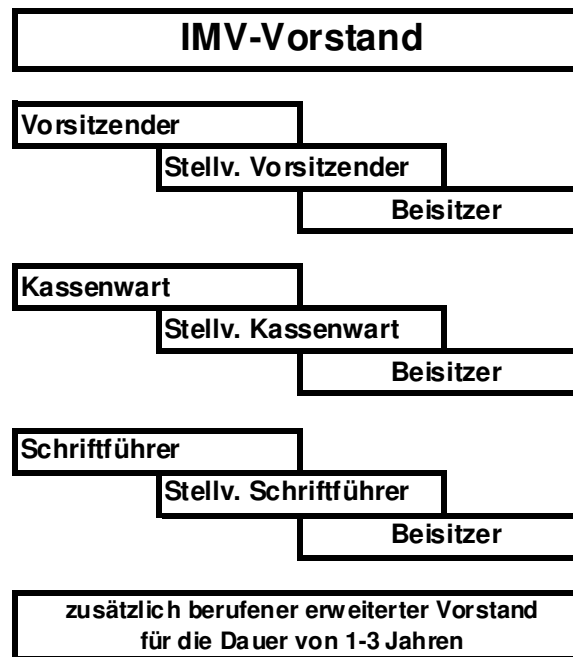 IMV-Vorstand
Vorsitzender
Stellv. Vorsitzender
Beisitzer
Kassenwart
Stellv. Kassenwart
Beisitzer
Schriftführer
Stellv. Schriftführer
Beisitzer
zusätzlich berufener erweiterter Vorstand
für die Dauer von 1-3 Jahren